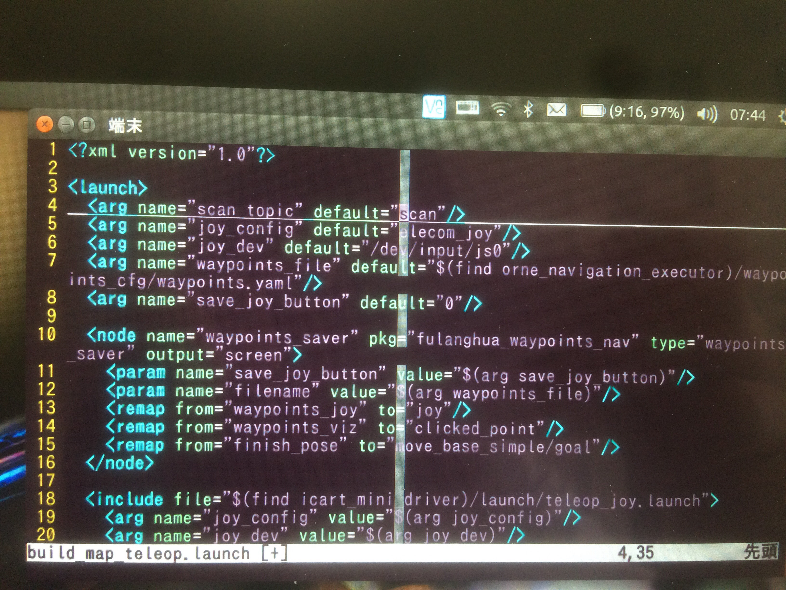 V2 (9:16, 97%) 07:44
端末
1 <?xml version="1.0"?>
2
3 <launch>
4 <arg name="scan_topic" default="scan"/>
5 <arg name="joy_config" default="elecom_joy"/>
6 <arg name="joy_dev" default="/dev/input/js0"/>
7 <arg name="waypoints_file" default="$(find orne_navigation_executor)/waypo
ints_cfg/waypoints.yaml"/>
8 <arg name="save_joy_button" default="0"/>
9
10 <node name="waypoints_saver" pkg="fulanghua_waypoints_nav" type="waypoints
_saver" output="screen">
11 <param name="save_joy_button" value="$(arg save_joy_button)"/>
12 <param name="filename" value="$(arg waypoints_file)"/>
13 <remap from="waypoints_joy" to="joy"/>
14 <remap from="waypoints_viz" to="clicked_point"/>
15 <remap from="finish_pose" to="move_base_simple/goal"/>
16 </node>
17
18 <include file="$(find icart_mini_driver)/launch/teleop_joy.launch">
19 <arg name="joy_config" value="$(arg joy_config)"/>
20 <arg name="joy_dev" value="$(arg joy_dev)"/>
build_map_teleop.launch [+] 4,35 先頭